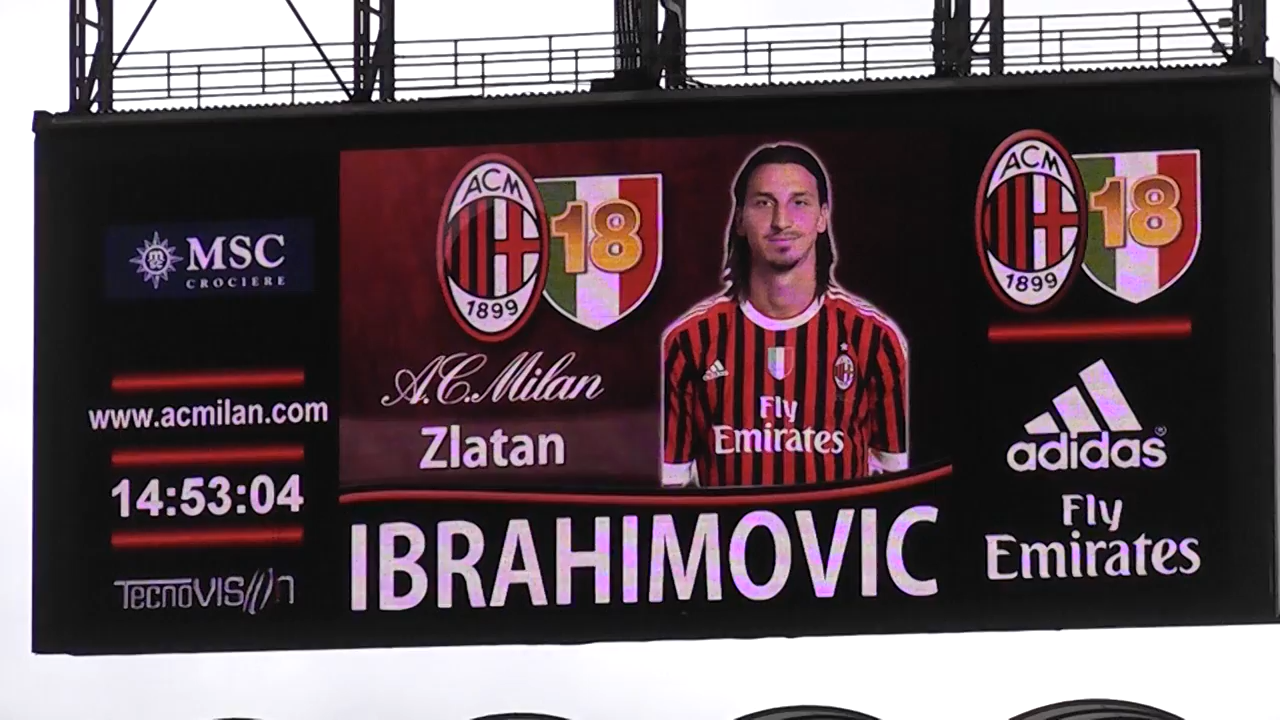 MSC
CROCIERE
www.acmilan.com
14:53:04
TecnoVISIOn
ACM
1899
18
A.C.Milan
Zlatan
IBRAHIMOVIC
Fly
Emirates
ACM
1899
18
adidas®
Fly
Emirates